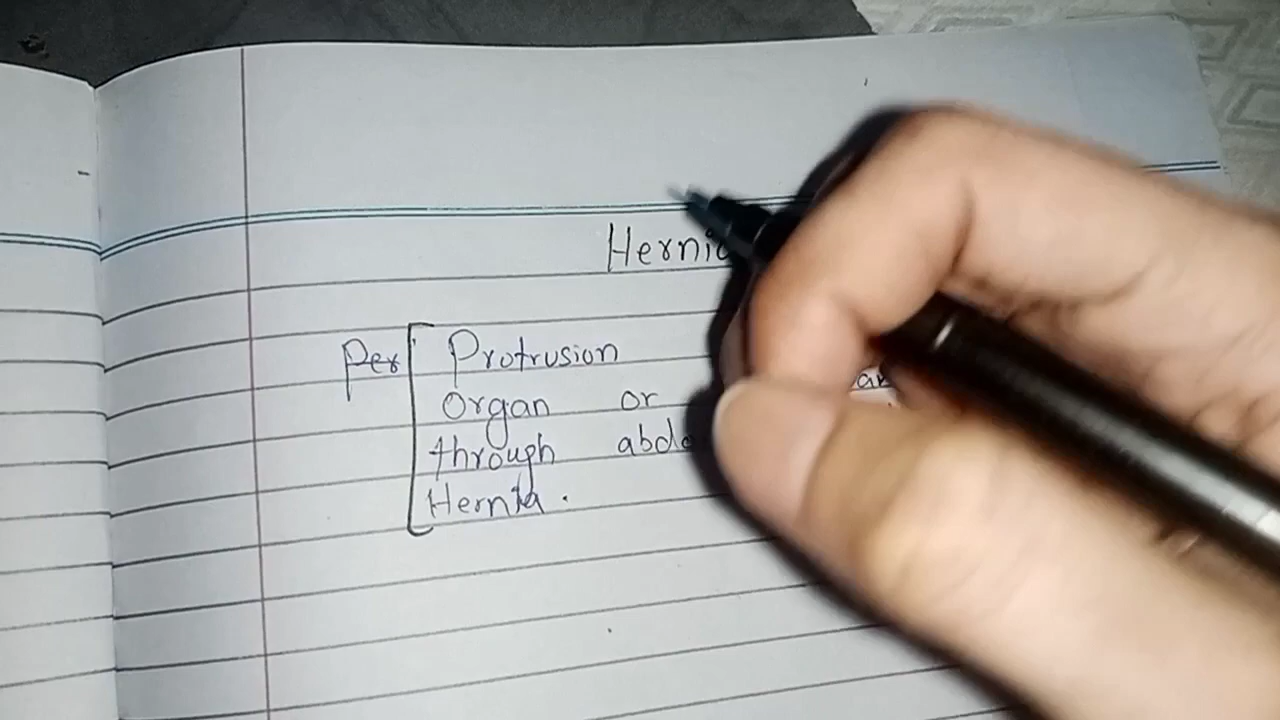 Hernia
Per Protrusion
Organ or
through abdo
Hernia.